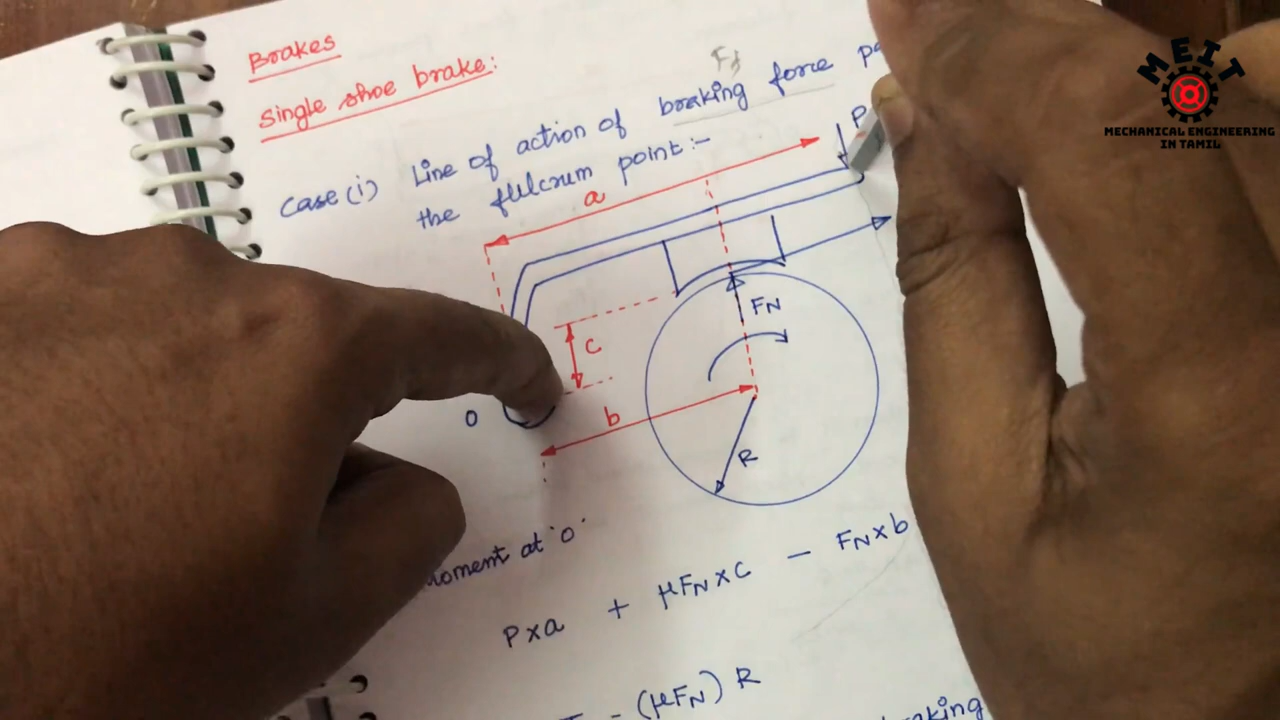 Brakes
Single shoe brake:
Case (i) Line of action of braking force
Ff
the fulcrum point:-
P
a
FN
c
O
b
R
Moment at 'O'
P×a + μFN×c - FN×b
(μFN) R
MEIT
MECHANICAL ENGINEERING
IN TAMIL